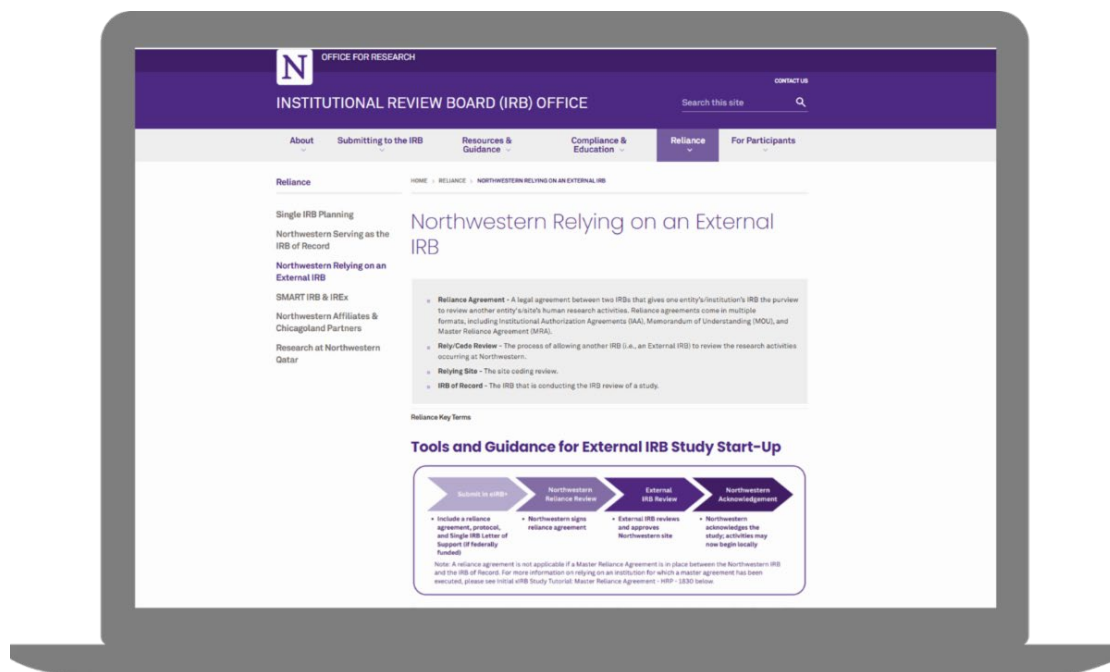 N
OFFICE FOR RESEARCH
CONTACT US
INSTITUTIONAL REVIEW BOARD (IRB) OFFICE
Search this site
About
Submitting to the IRB
Resources &
Guidance
Compliance &
Education
Reliance
For Participants
Reliance
Single IRB Planning
Northwestern Serving as the
IRB of Record
Northwestern Relying on an
External IRB
SMART IRB & IREx
Northwestern Affiliates &
Chicagoland Partners
Research at Northwestern
Qatar
HOME > RELIANCE > NORTHWESTERN RELYING ON AN EXTERNAL IRB
Northwestern Relying on an External
IRB
Reliance Agreement - A legal agreement between two IRBs that gives one entity's/institution's IRB the purview
to review another entity's/site's human research activities. Reliance agreements come in multiple
formats, including Institutional Authorization Agreements (IAA), Memorandum of Understanding (MOU), and
Master Reliance Agreement (MRA).
Rely/Cede Review - The process of allowing another IRB (i.e., an External IRB) to review the research activities
occurring at Northwestern.
Relying Site - The site ceding review.
IRB of Record - The IRB that is conducting the IRB review of a study.
Reliance Key Terms
Tools and Guidance for External IRB Study Start-Up
Submit in eIRB+
Northwestern
Reliance Review
External
IRB Review
Northwestern
Acknowledgement
• Include a reliance
agreement, protocol,
and Single IRB Letter of
Support (if federally
funded)
• Northwestern signs
reliance agreement
• External IRB reviews
and approves
Northwestern site
• Northwestern
acknowledges the
study; activities may
now begin locally
Note: A reliance agreement is not applicable if a Master Reliance Agreement is in place between the Northwestern IRB
and the IRB of Record. For more information on relying on an institution for which a master agreement has been
executed, please see Initial eIRB Study Tutorial: Master Reliance Agreement - HRP - 1830 below.